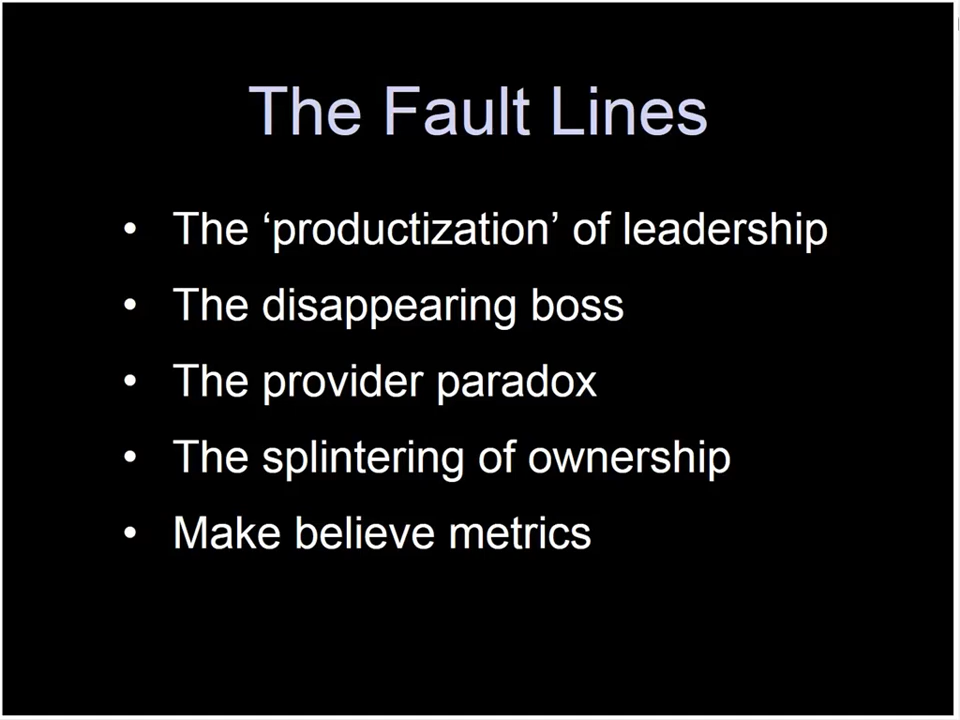 The Fault Lines
• The ‘productization’ of leadership
• The disappearing boss
• The provider paradox
• The splintering of ownership
• Make believe metrics